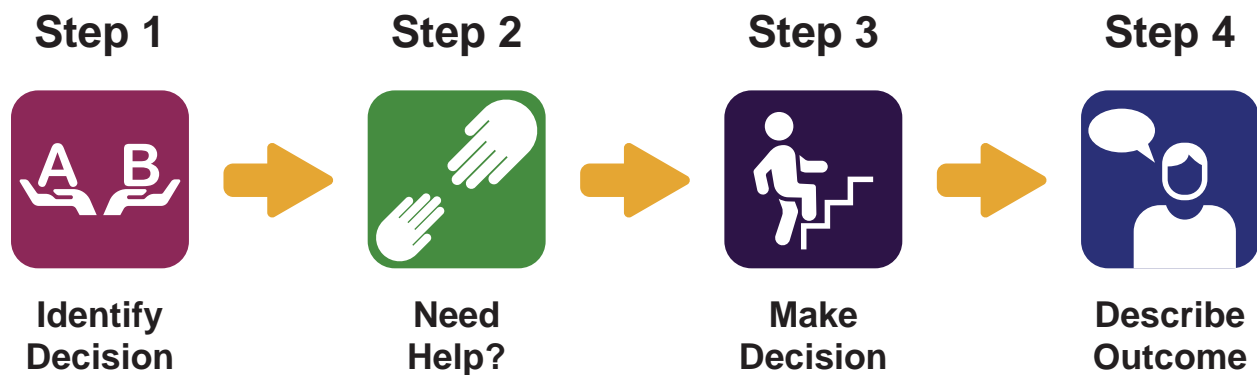 Step 1
Step 2
Step 3
Step 4
A B
Identify
Decision
Need
Help?
Make
Decision
Describe
Outcome